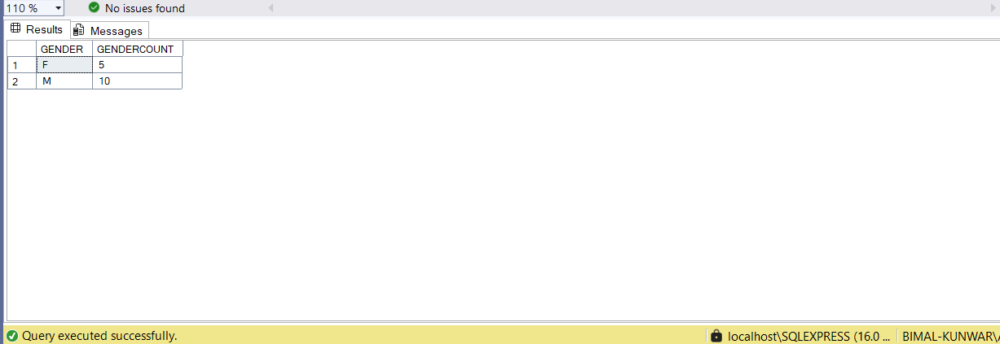 110 % No issues found
Results Messages
GENDER GENDERCOUNT
1 F 5
2 M 10
Query executed successfully. localhost\SQLEXPRESS (16.0 ... BIMAL-KUNWAR\